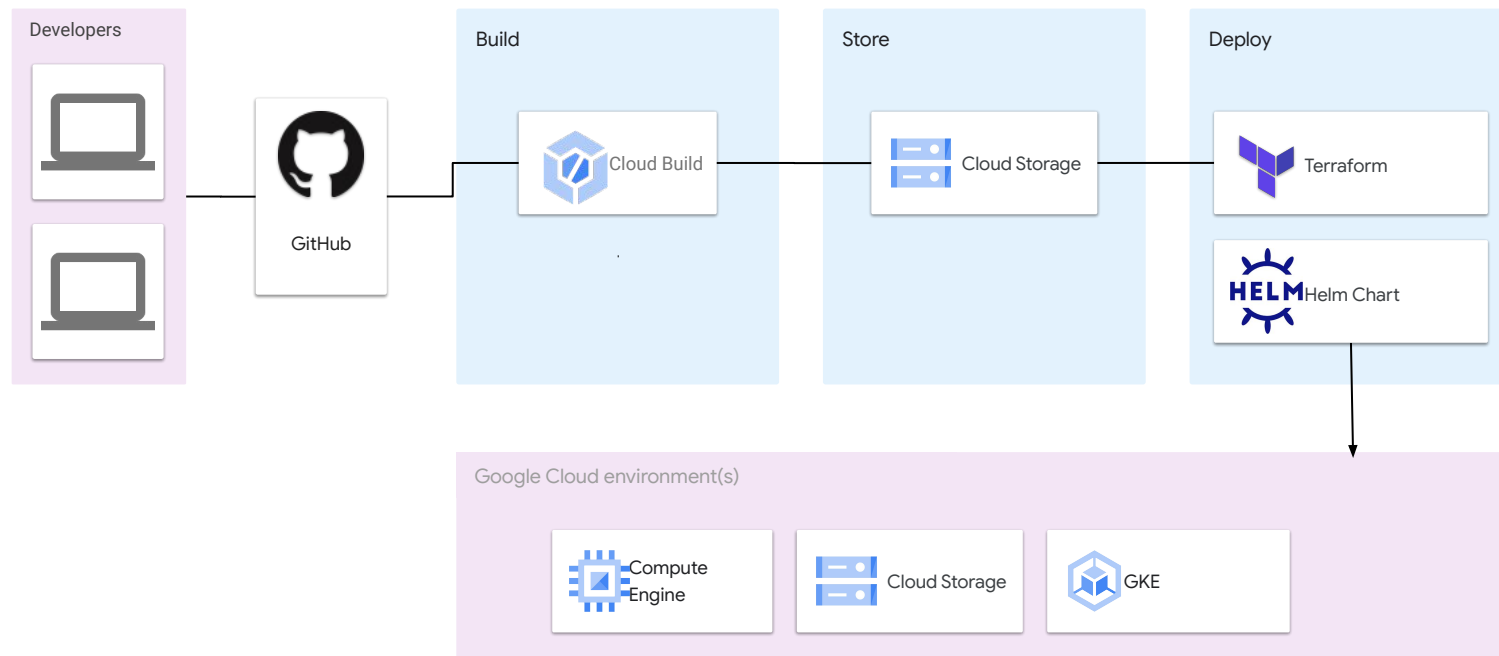 Developers
Build
Store
Deploy
GitHub
Cloud Build
Cloud Storage
Terraform
HELM
Helm Chart
Google Cloud environment(s)
Compute
Engine
Cloud Storage
GKE